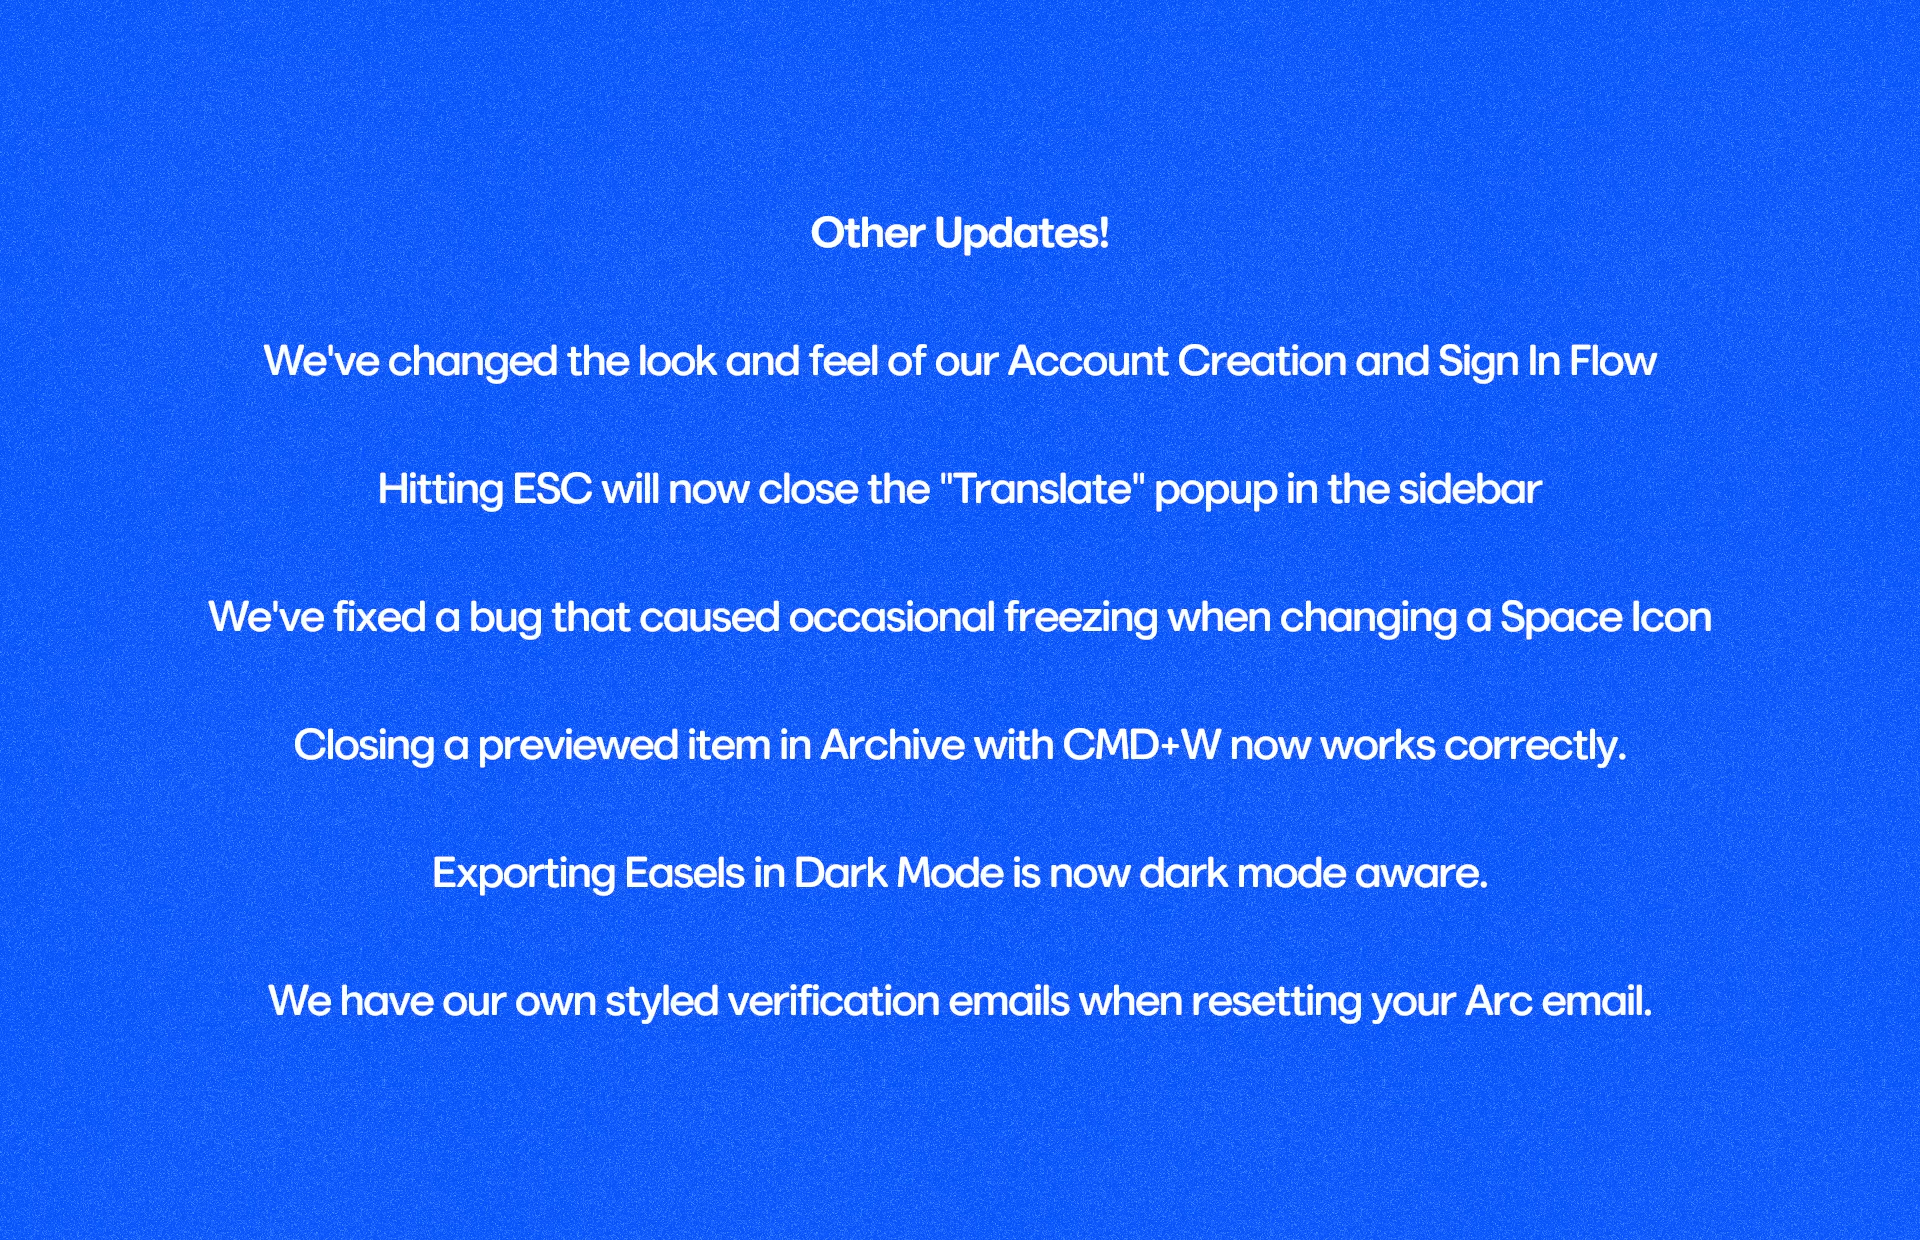 Other Updates!
We've changed the look and feel of our Account Creation and Sign In Flow
Hitting ESC will now close the "Translate" popup in the sidebar
We've fixed a bug that caused occasional freezing when changing a Space Icon
Closing a previewed item in Archive with CMD+W now works correctly.
Exporting Easels in Dark Mode is now dark mode aware.
We have our own styled verification emails when resetting your Arc email.